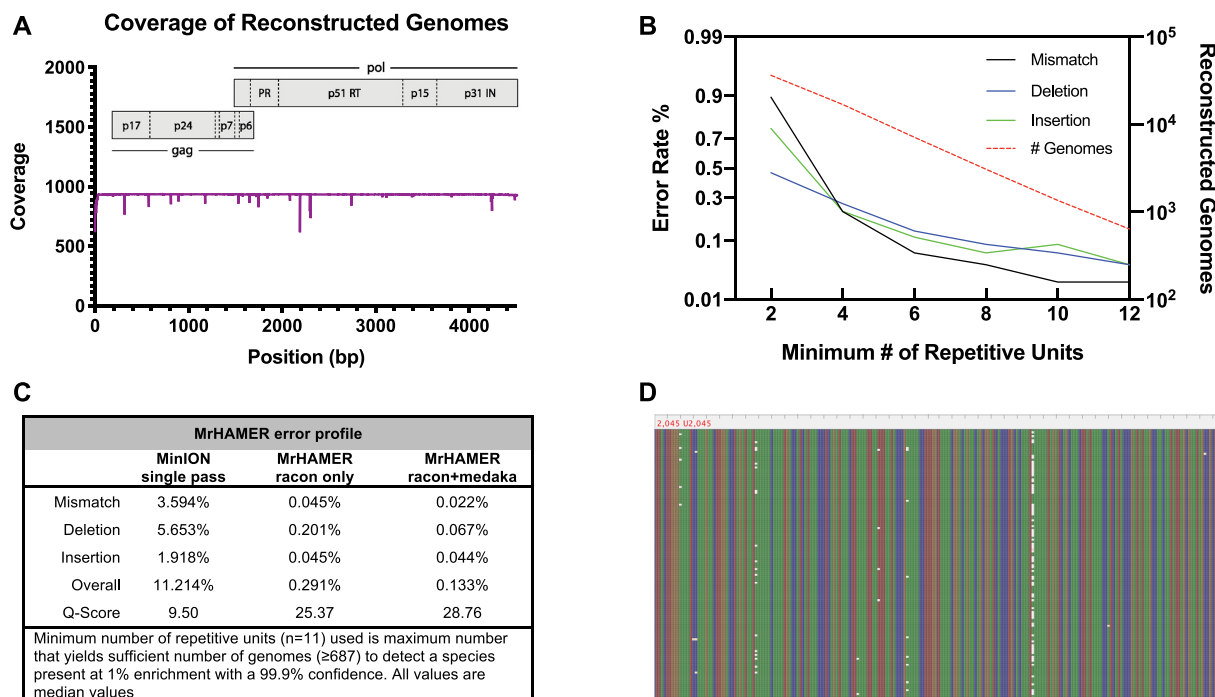 A
Coverage of Reconstructed Genomes
2000
1500
1000
500
0
Coverage
pol
PR
p51 RT
p15
p31 IN
p17
p24
p7
p6
gag
0
1000
2000
3000
4000
Position (bp)
B
0.99
0.9
0.7
0.5
0.3
0.1
0.01
Error Rate %
Mismatch
Deletion
Insertion
# Genomes
10^5
10^4
10^3
10^2
Reconstructed Genomes
2 4 6 8 10 12
Minimum # of Repetitive Units
C
MrHAMER error profile
MinION single pass
MrHAMER racon only
MrHAMER racon+medaka
Mismatch 3.594% 0.045% 0.022%
Deletion 5.653% 0.201% 0.067%
Insertion 1.918% 0.045% 0.044%
Overall 11.214% 0.291% 0.133%
Q-Score 9.50 25.37 28.76
Minimum number of repetitive units (n=11) used is maximum number
that yields sufficient number of genomes (≥687) to detect a species
present at 1% enrichment with a 99.9% confidence. All values are
median values
D
2,045 U2,045